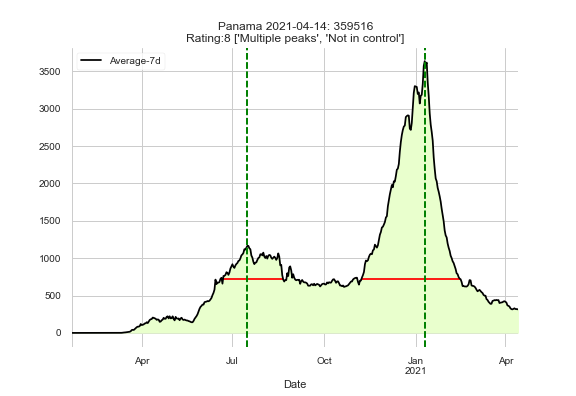 Panama 2021-04-14: 359516
Rating:8 ['Multiple peaks', 'Not in control']
Average-7d
3500
3000
2500
2000
1500
1000
500
0
Apr
Jul
Oct
Jan
2021
Apr
Date